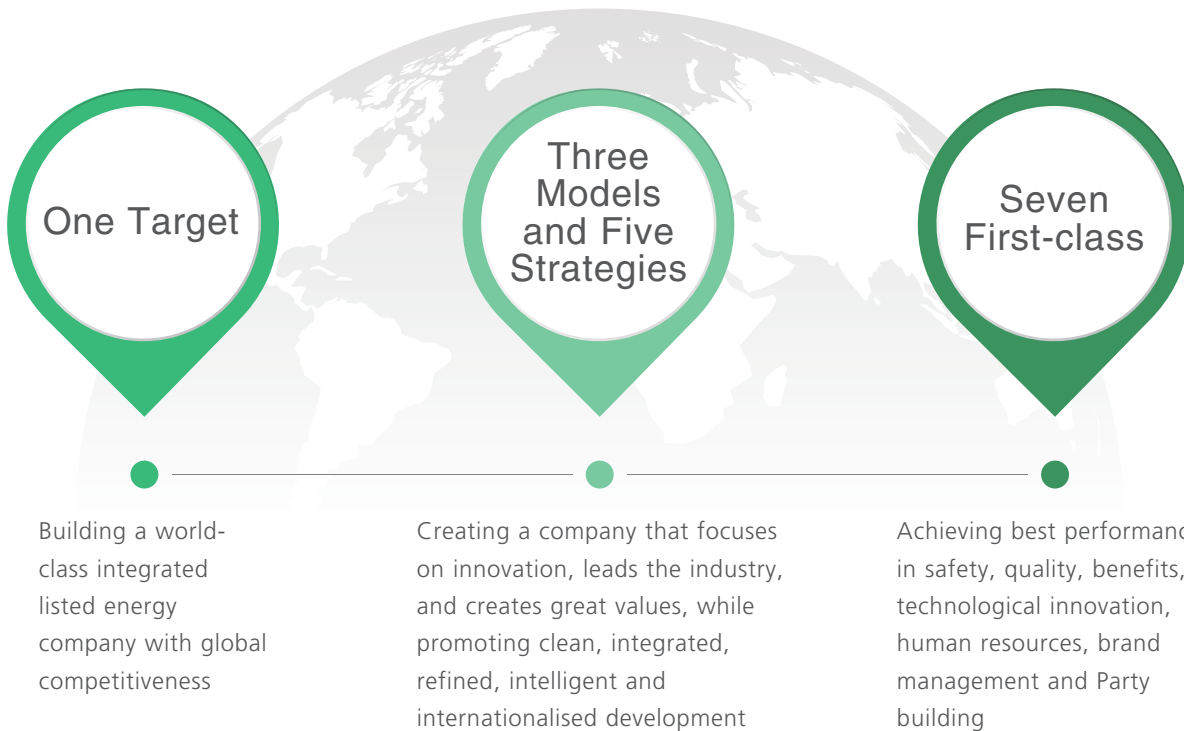 One Target
Three
Models
and Five
Strategies
Seven
First-class
Building a world-
class integrated
listed energy
company with global
competitiveness
Creating a company that focuses
on innovation, leads the industry,
and creates great values, while
promoting clean, integrated,
refined, intelligent and
internationalised development
Achieving best performanc
in safety, quality, benefits,
technological innovation,
human resources, brand
management and Party
building